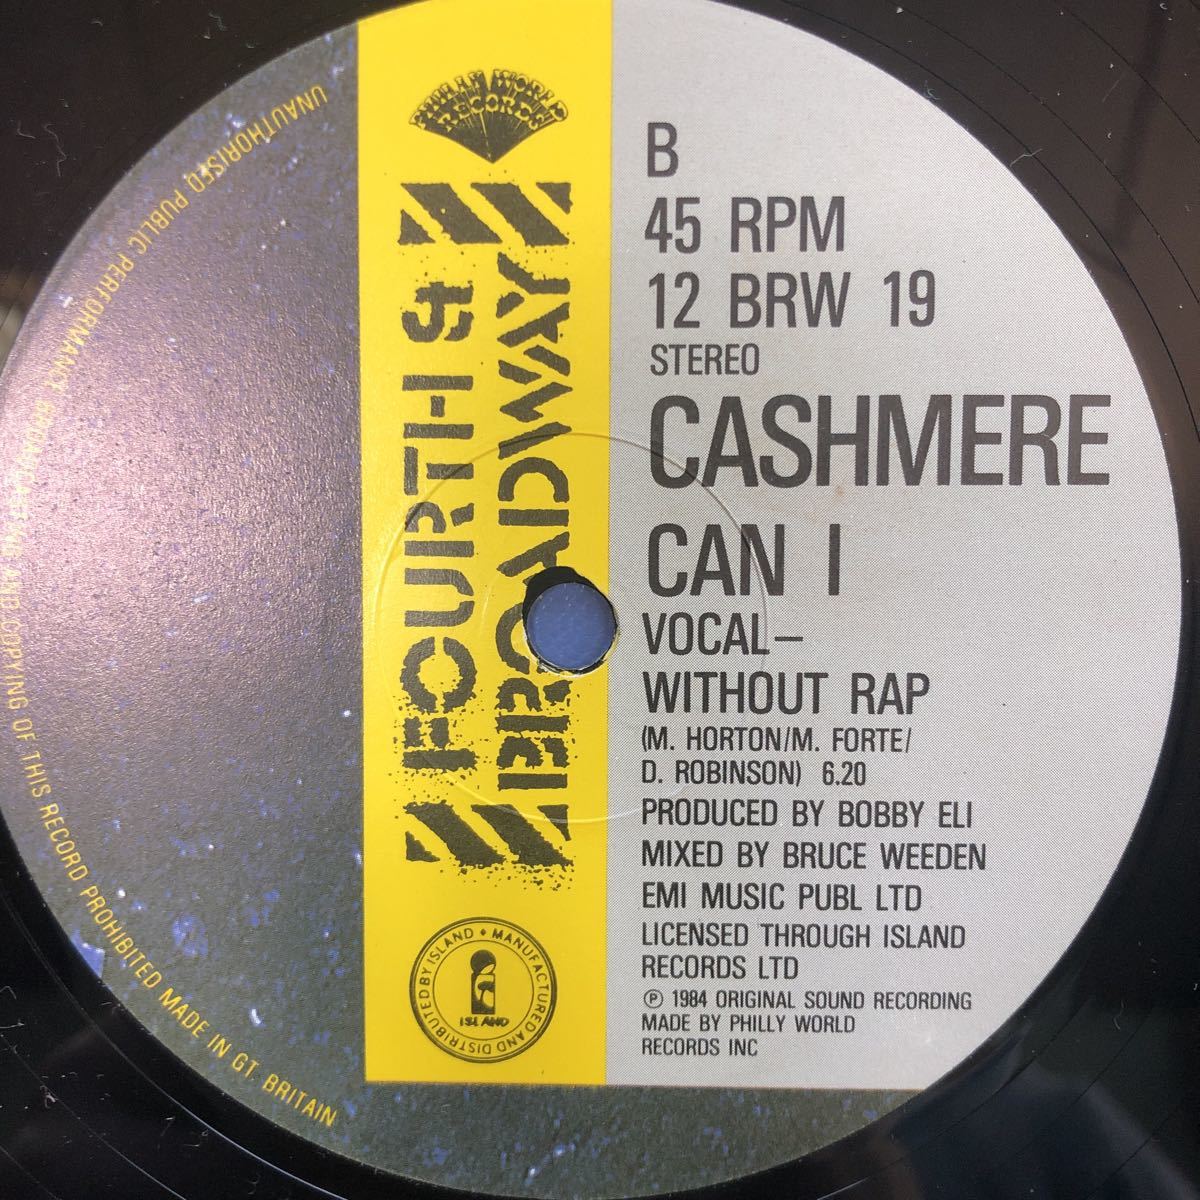 UNAUTHORISED PUBLIC PERFORMANCE BROADCASTING AND COPYING OF THIS RECORD PROHIBITED MADE IN GT. BRITAIN
PHILLY WORLD
RECORDS
FOURTH &
BROADWAY
MANUFACTURED AND DISTRIBUTED BY ISLAND
ISLAND
B
45 RPM
12 BRW 19
STEREO
CASHMERE
CAN I
VOCAL–
WITHOUT RAP
(M. HORTON/M. FORTE/
D. ROBINSON) 6.20
PRODUCED BY BOBBY ELI
MIXED BY BRUCE WEEDEN
EMI MUSIC PUBL LTD
LICENSED THROUGH ISLAND
RECORDS LTD
℗ 1984 ORIGINAL SOUND RECORDING
MADE BY PHILLY WORLD
RECORDS INC